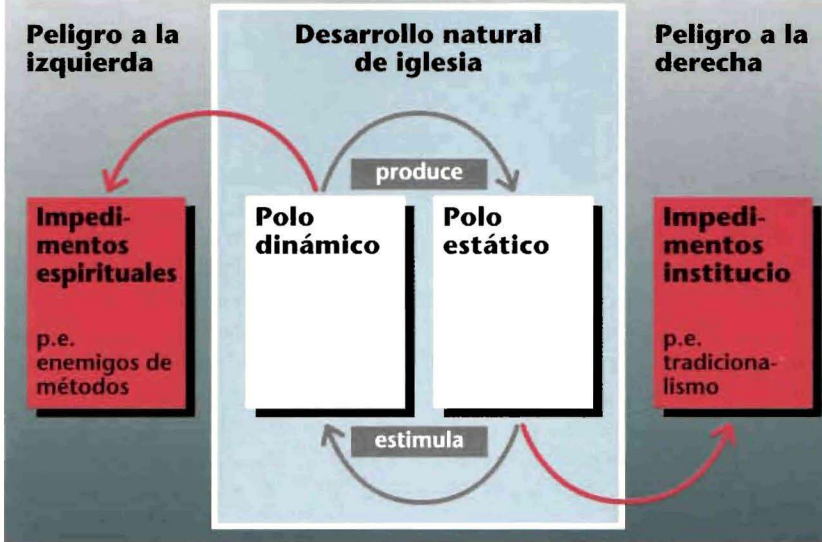 Peligro a la
izquierda
Desarrollo natural
de iglesia
Peligro a la
derecha
produce
Impedi-
mentos
espirituales
p.e.
enemigos de
métodos
Polo
dinámico
Polo
estático
Impedi-
mentos
institucio
p.e.
tradiciona-
lismo
estimula